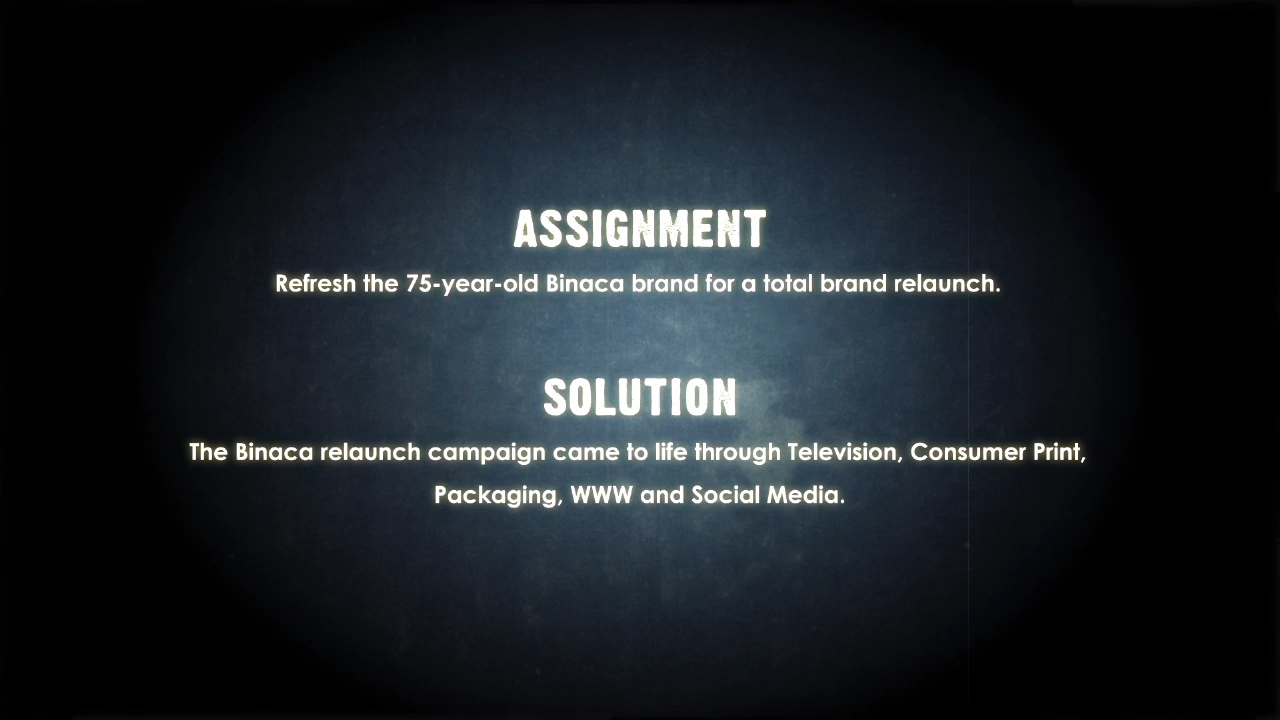 ASSIGNMENT
Refresh the 75-year-old Binaca brand for a total brand relaunch.
SOLUTION
The Binaca relaunch campaign came to life through Television, Consumer Print,
Packaging, WWW and Social Media.